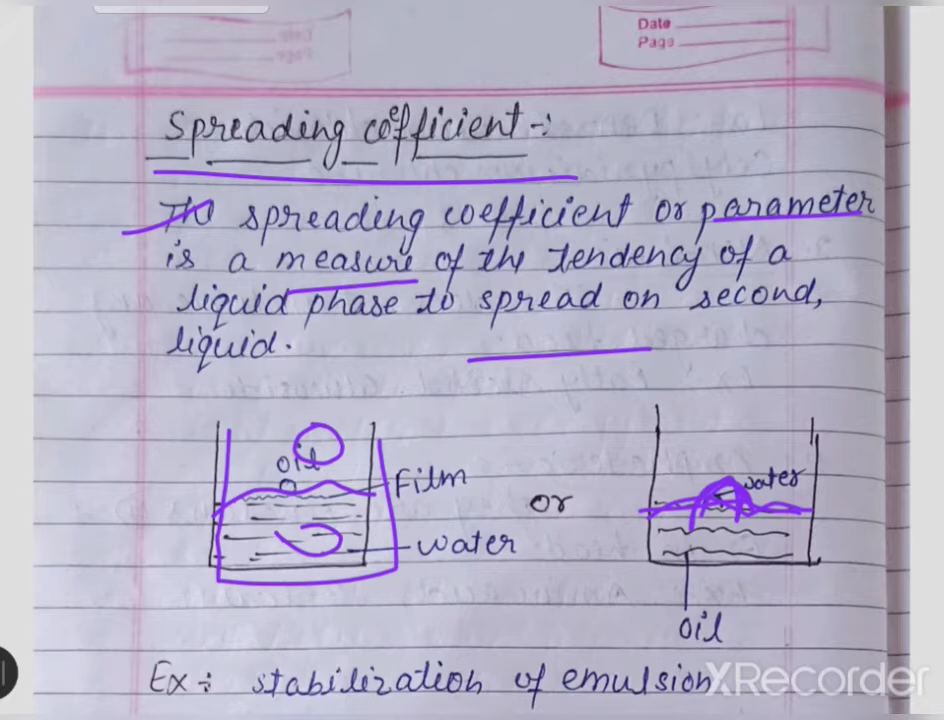 Date
Page
Spreading coefficient -:
The spreading coefficient or parameter
is a measure of the tendency of a
liquid phase to spread on second,
liquid.
oil
Film
water
or
water
oil
Ex ÷ stabilization of emulsion
XRecorder